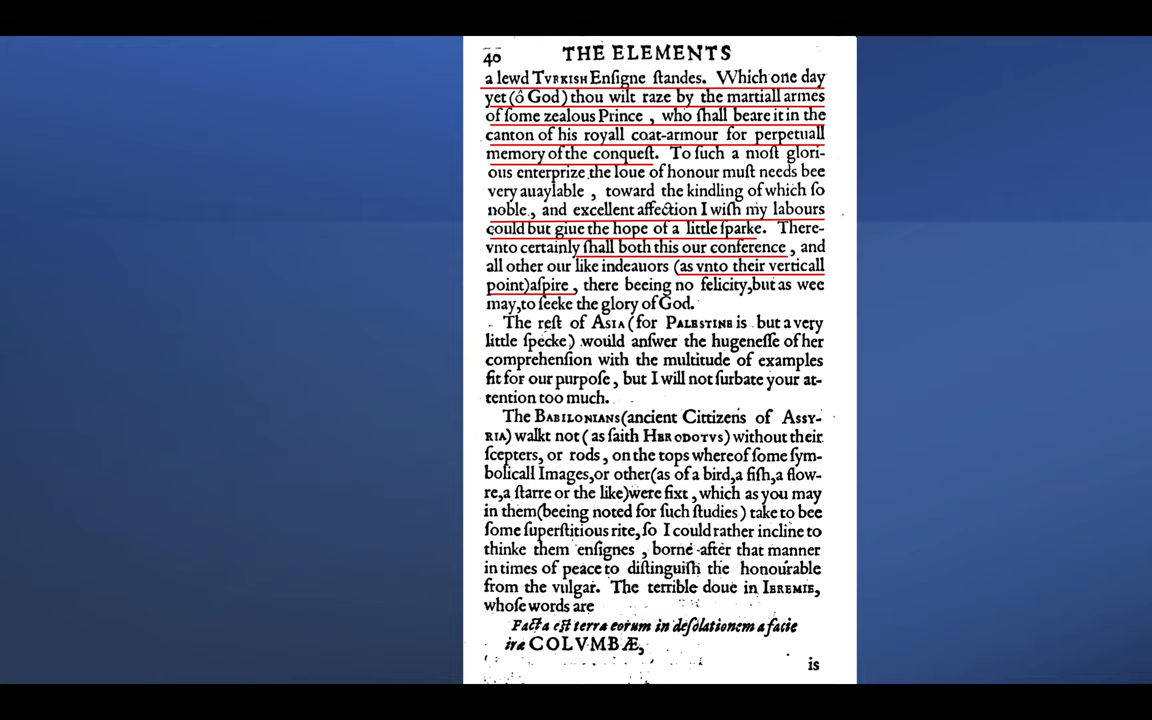 40 THE ELEMENTS
a lewd TVRKISH Enſigne ſtandes. Which one day
yet (ô God) thou wilt raze by the martiall armes
of ſome zealous Prince , who ſhall beare it in the
canton of his royall coat-armour for perpetuall
memory of the conqueſt. To ſuch a moſt glori-
ous enterprize the loue of honour muſt needs bee
very auaylable , toward the kindling of which ſo
noble , and excellent affection I wiſh my labours
could but giue the hope of a little ſparke. There-
vnto certainly ſhall both this our conference , and
all other our like indeauors (as vnto their verticall
point)aſpire , there beeing no felicity,but as wee
may,to ſeeke the glory of God.
The reſt of ASIA (for PALESTINE is but a very
little ſpecke) would anſwer the hugeneſſe of her
comprehenſion with the multitude of examples
fit for our purpoſe , but I will not ſurbate your at-
tention too much.
The BABILONIANS (ancient Cittizens of ASSY-
RIA) walkt not ( as ſaith HERODOTVS) without their
ſcepters, or rods , on the tops whereof ſome ſym-
bolicall Images,or other(as of a bird,a fiſh,a flow-
re,a ſtarre or the like)were fixt , which as you may
in them(beeing noted for ſuch ſtudies) take to bee
ſome ſuperſtitious rite, ſo I could rather incline to
thinke them enſignes , borne after that manner
in times of peace to diſtinguiſh the honourable
from the vulgar. The terrible doue in IEREMIE,
whoſe words are
Facta eſt terra eorum in deſolationem a facie
iræ COLVMBÆ,
is